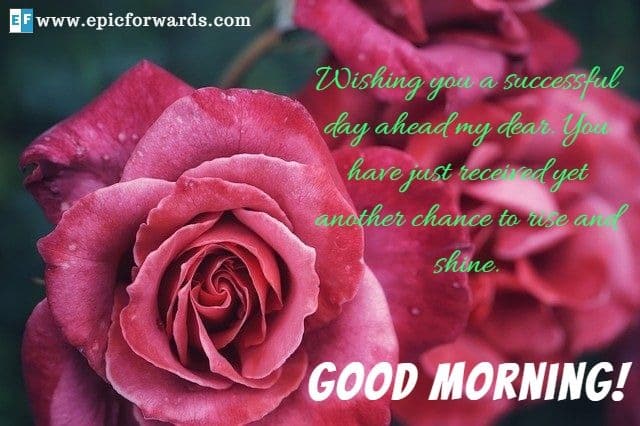 EF www.epicforwards.com
Wishing you a successful
day ahead my dear. You
have just received yet
another chance to rise and
shine.
GOOD MORNING!